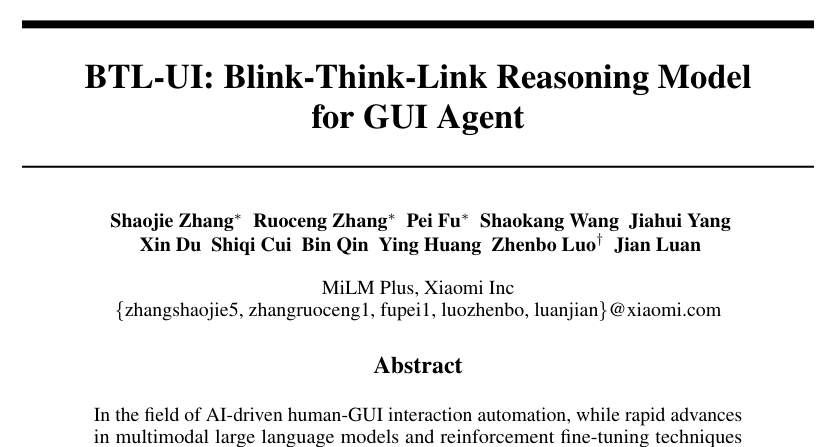 BTL-UI: Blink-Think-Link Reasoning Model
for GUI Agent
Shaojie Zhang* Ruoceng Zhang* Pei Fu* Shaokang Wang Jiahui Yang
Xin Du Shiqi Cui Bin Qin Ying Huang Zhenbo Luo† Jian Luan
MiLM Plus, Xiaomi Inc
{zhangshaojie5, zhangruoceng1, fupei1, luozhenbo, luanjian}@xiaomi.com
Abstract
In the field of AI-driven human-GUI interaction automation, while rapid advances
in multimodal large language models and reinforcement fine-tuning techniques